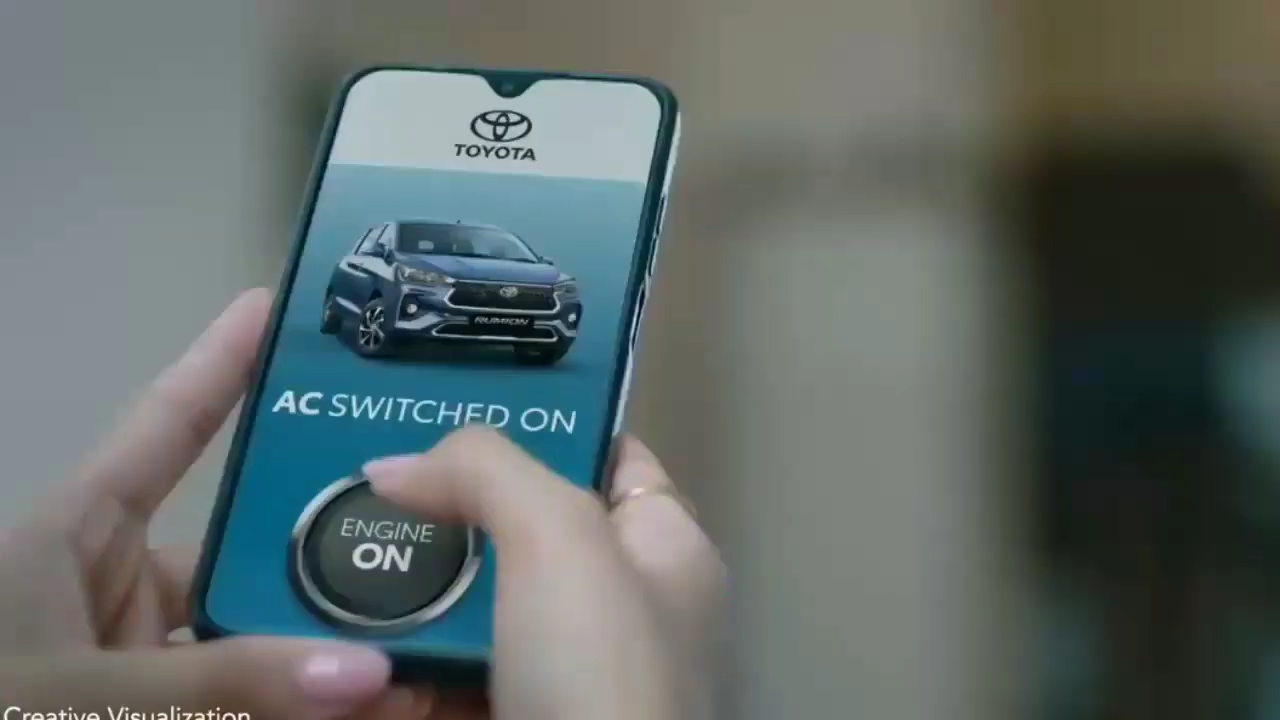 TOYOTA
RUMION
AC SWITCHED ON
ENGINE
ON
Creative Visualization